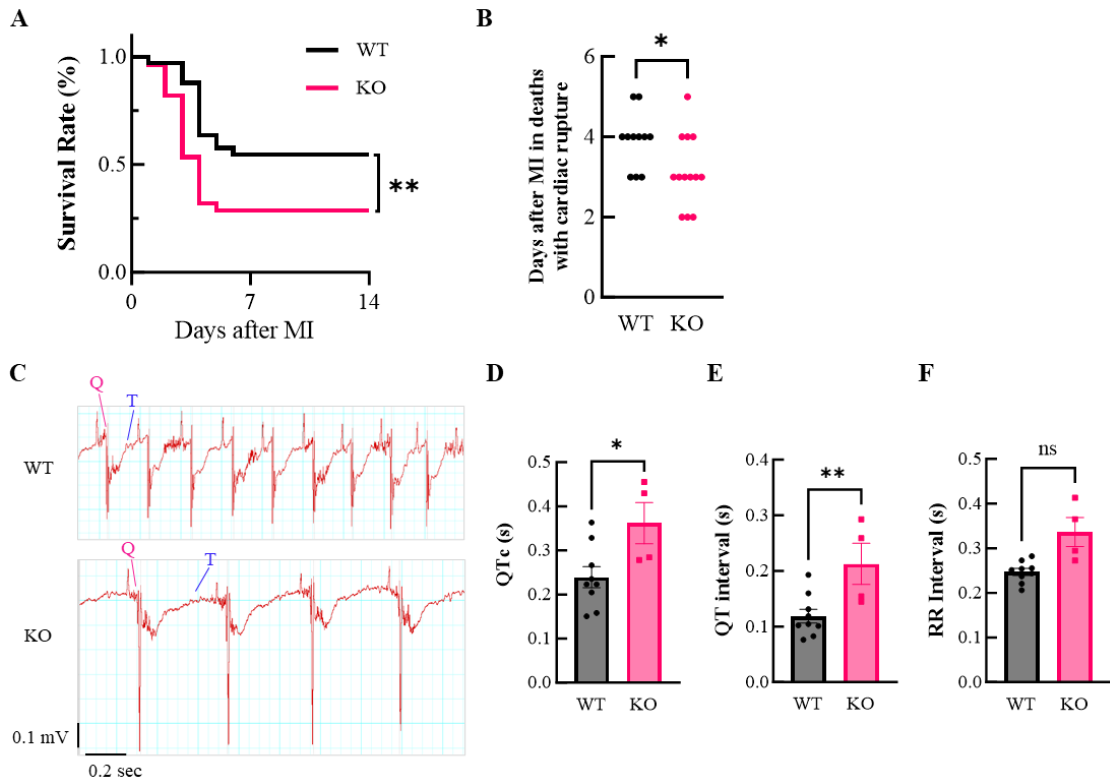 A
Survival Rate (%)
1.0
0.5
0.0
0
7
14
Days after MI
WT
KO
**
B
Days after MI in deaths
with cardiac rupture
6
4
2
0
*
WT
KO
C
Q
T
WT
Q
T
KO
0.1 mV
0.2 sec
D
QTc (s)
0.5
0.4
0.3
0.2
0.1
0.0
*
WT
KO
E
QT interval (s)
0.4
0.3
0.2
0.1
0.0
**
WT
KO
F
RR Interval (s)
0.5
0.4
0.3
0.2
0.1
0.0
ns
WT
KO